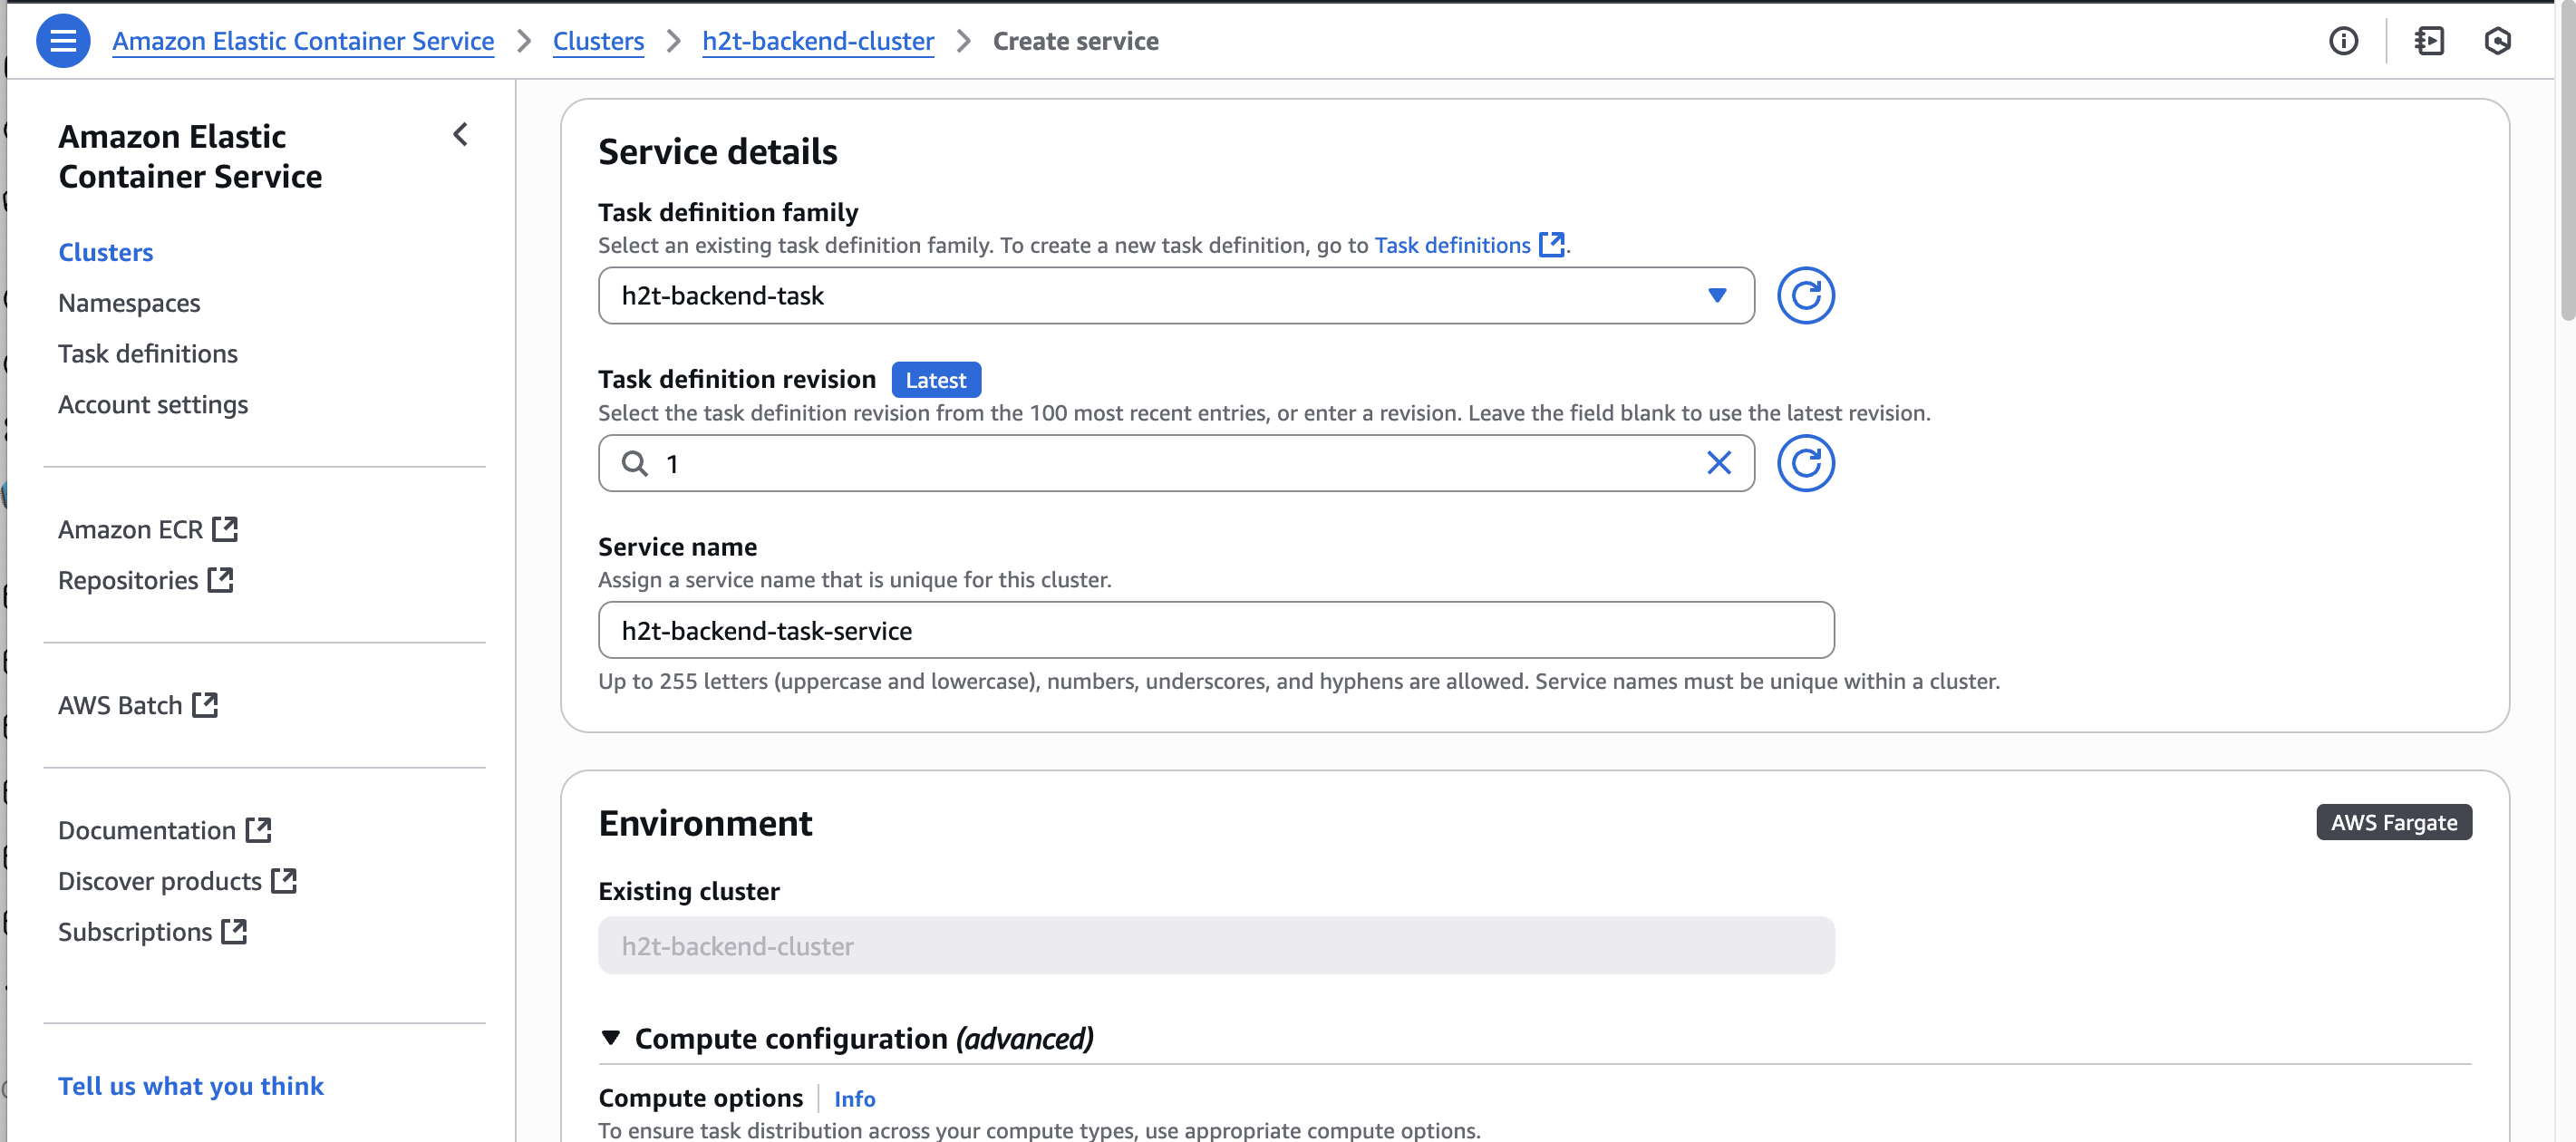 Amazon Elastic Container Service > Clusters > h2t-backend-cluster > Create service
Amazon Elastic
Container Service
Clusters
Namespaces
Task definitions
Account settings
Amazon ECR
Repositories
AWS Batch
Documentation
Discover products
Subscriptions
Tell us what you think
Service details
Task definition family
Select an existing task definition family. To create a new task definition, go to Task definitions.
h2t-backend-task
Task definition revision Latest
Select the task definition revision from the 100 most recent entries, or enter a revision. Leave the field blank to use the latest revision.
1
Service name
Assign a service name that is unique for this cluster.
h2t-backend-task-service
Up to 255 letters (uppercase and lowercase), numbers, underscores, and hyphens are allowed. Service names must be unique within a cluster.
Environment
AWS Fargate
Existing cluster
h2t-backend-cluster
Compute configuration (advanced)
Compute options Info
To ensure task distribution across your compute types, use appropriate compute options.